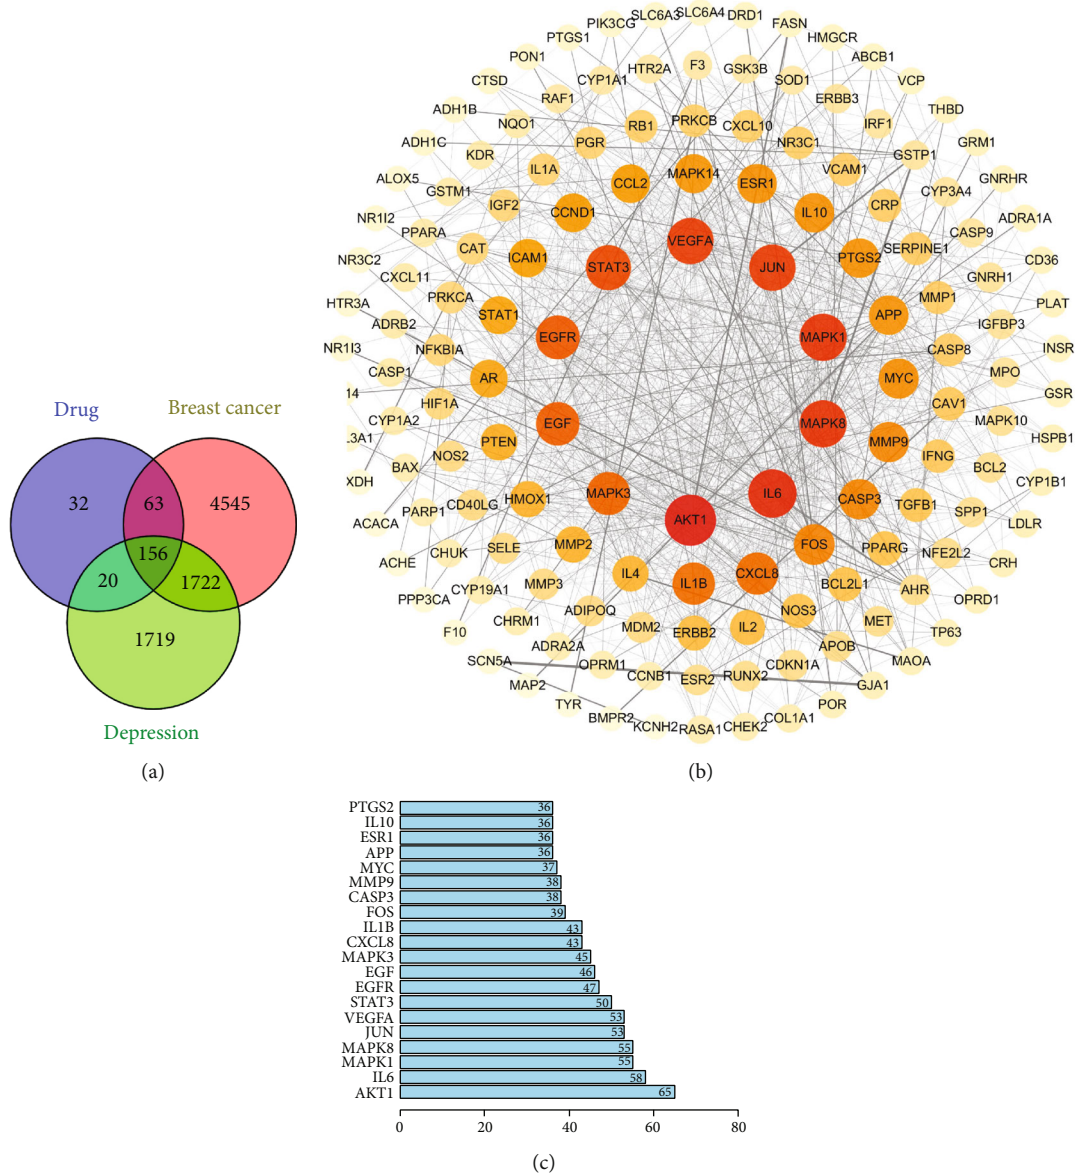 Drug
Breast cancer
32
63
4545
156
20
1722
1719
Depression
(a)
SLC6A3
SLC6A4
DRD1
PIK3CG
FASN
PTGS1
HMGCR
PON1
HTR2A
F3
GSK3B
ABCB1
CTSD
CYP1A1
SOD1
VCP
ADH1B
RAF1
ERBB3
THBD
NQO1
RB1
PRKCB
CXCL10
IRF1
ADH1C
PGR
NR3C1
GRM1
KDR
IL1A
CCL2
MAPK14
ESR1
VCAM1
GSTP1
ALOX5
GSTM1
GNRHR
CYP3A4
NR1I2
IGF2
CCND1
IL10
CRP
ADRA1A
PPARA
CAT
ICAM1
STAT3
VEGFA
JUN
PTGS2
SERPINE1
CASP9
NR3C2
CD36
CXCL11
GNRH1
HTR3A
PRKCA
MMP1
PLAT
ADRB2
STAT1
EGFR
MAPK1
APP
IGFBP3
NR1I3
NFKBIA
CASP8
INSR
CASP1
AR
MYC
MPO
14
GSR
CYP1A2
HIF1A
EGF
MAPK8
CAV1
MAPK10
L3A1
PTEN
MMP9
HSPB1
NOS2
IFNG
XDH
BAX
BCL2
CYP1B1
CD40LG
HMOX1
MAPK3
IL6
CASP3
TGFB1
SPP1
ACACA
PARP1
AKT1
LDLR
CHUK
SELE
MMP2
FOS
PPARG
NFE2L2
ACHE
CRH
IL4
IL1B
CXCL8
BCL2L1
AHR
PPP3CA
CYP19A1
MMP3
OPRD1
ADIPOQ
NOS3
CHRM1
MDM2
ERBB2
IL2
MET
F10
TP63
ADRA2A
APOB
SCN5A
OPRM1
CDKN1A
MAOA
MAP2
CCNB1
ESR2
RUNX2
GJA1
TYR
POR
BMPR2
KCNH2
RASA1
CHEK2
COL1A1
(b)
PTGS2 36
IL10 36
ESR1 36
APP 36
MYC 37
MMP9 38
CASP3 38
FOS 39
IL1B 43
CXCL8 43
MAPK3 45
EGF 46
EGFR 47
STAT3 50
VEGFA 53
JUN 53
MAPK8 55
MAPK1 55
IL6 58
AKT1 65
0 20 40 60 80
(c)